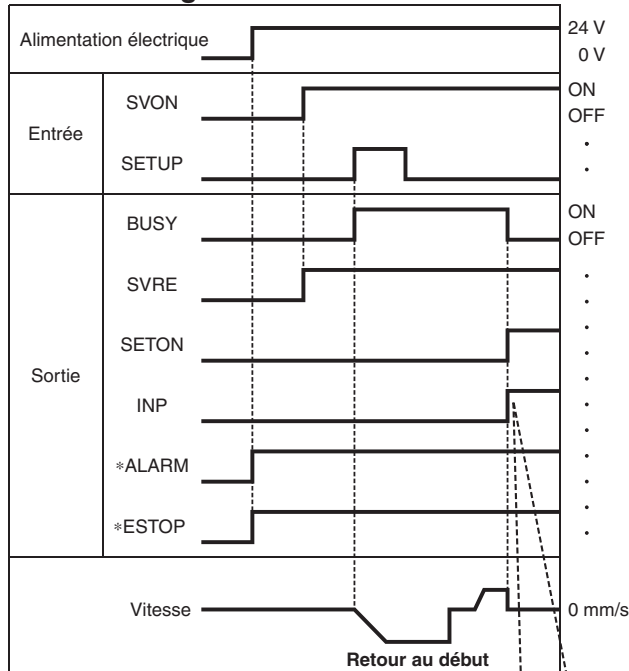 Alimentation électrique
24 V
0 V
Entrée
SVON
ON
OFF
SETUP
Sortie
BUSY
ON
OFF
SVRE
SETON
INP
*ALARM
*ESTOP
Vitesse
0 mm/s
Retour au début